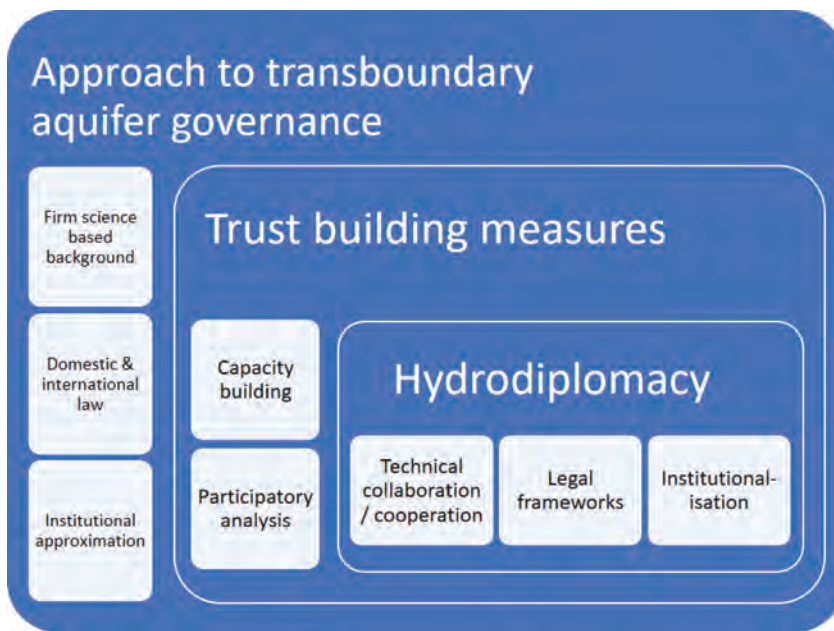 Approach to transboundary
aquifer governance
Firm science
based
background
Domestic &
international
law
Institutional
approximation
Trust building measures
Capacity
building
Participatory
analysis
Hydrodiplomacy
Technical
collaboration
/ cooperation
Legal
frameworks
Institutional-
isation